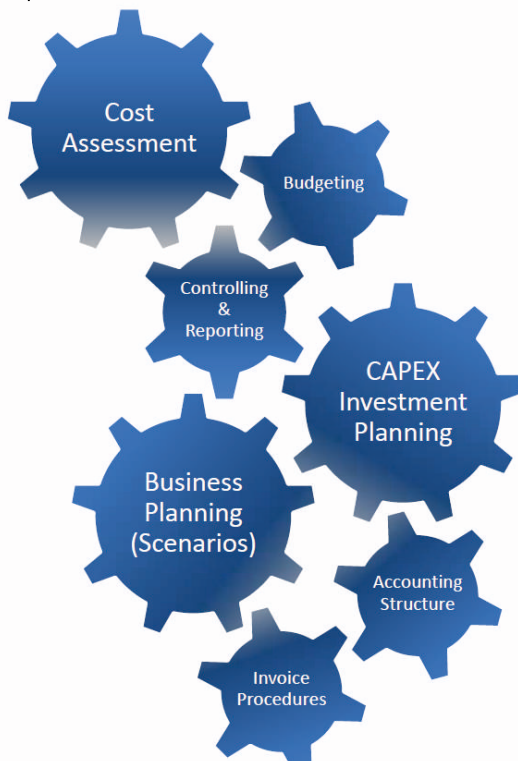 Cost
Assessment
Budgeting
Controlling
&
Reporting
CAPEX
Investment
Planning
Business
Planning
(Scenarios)
Accounting
Structure
Invoice
Procedures